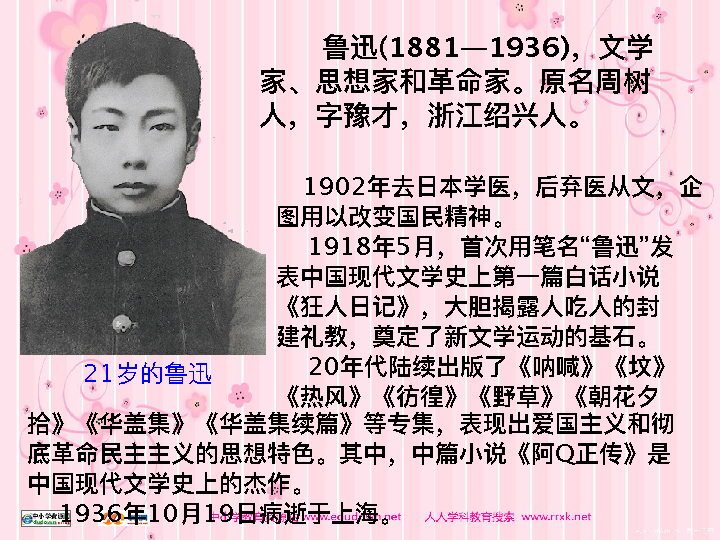 鲁迅(1881—1936)，文学
家、思想家和革命家。原名周树
人，字豫才，浙江绍兴人。
1902年去日本学医，后弃医从文，企
图用以改变国民精神。
1918年5月，首次用笔名“鲁迅”发
表中国现代文学史上第一篇白话小说
《狂人日记》，大胆揭露人吃人的封
建礼教，奠定了新文学运动的基石。
21岁的鲁迅
20年代陆续出版了《呐喊》《坟》
《热风》《彷徨》《野草》《朝花夕
拾》《华盖集》《华盖集续篇》等专集，表现出爱国主义和彻
底革命民主主义的思想特色。其中，中篇小说《阿Q正传》是
中国现代文学史上的杰作。
1936年10月19日病逝于上海。
人人学科教育搜索 www.rrxk.net